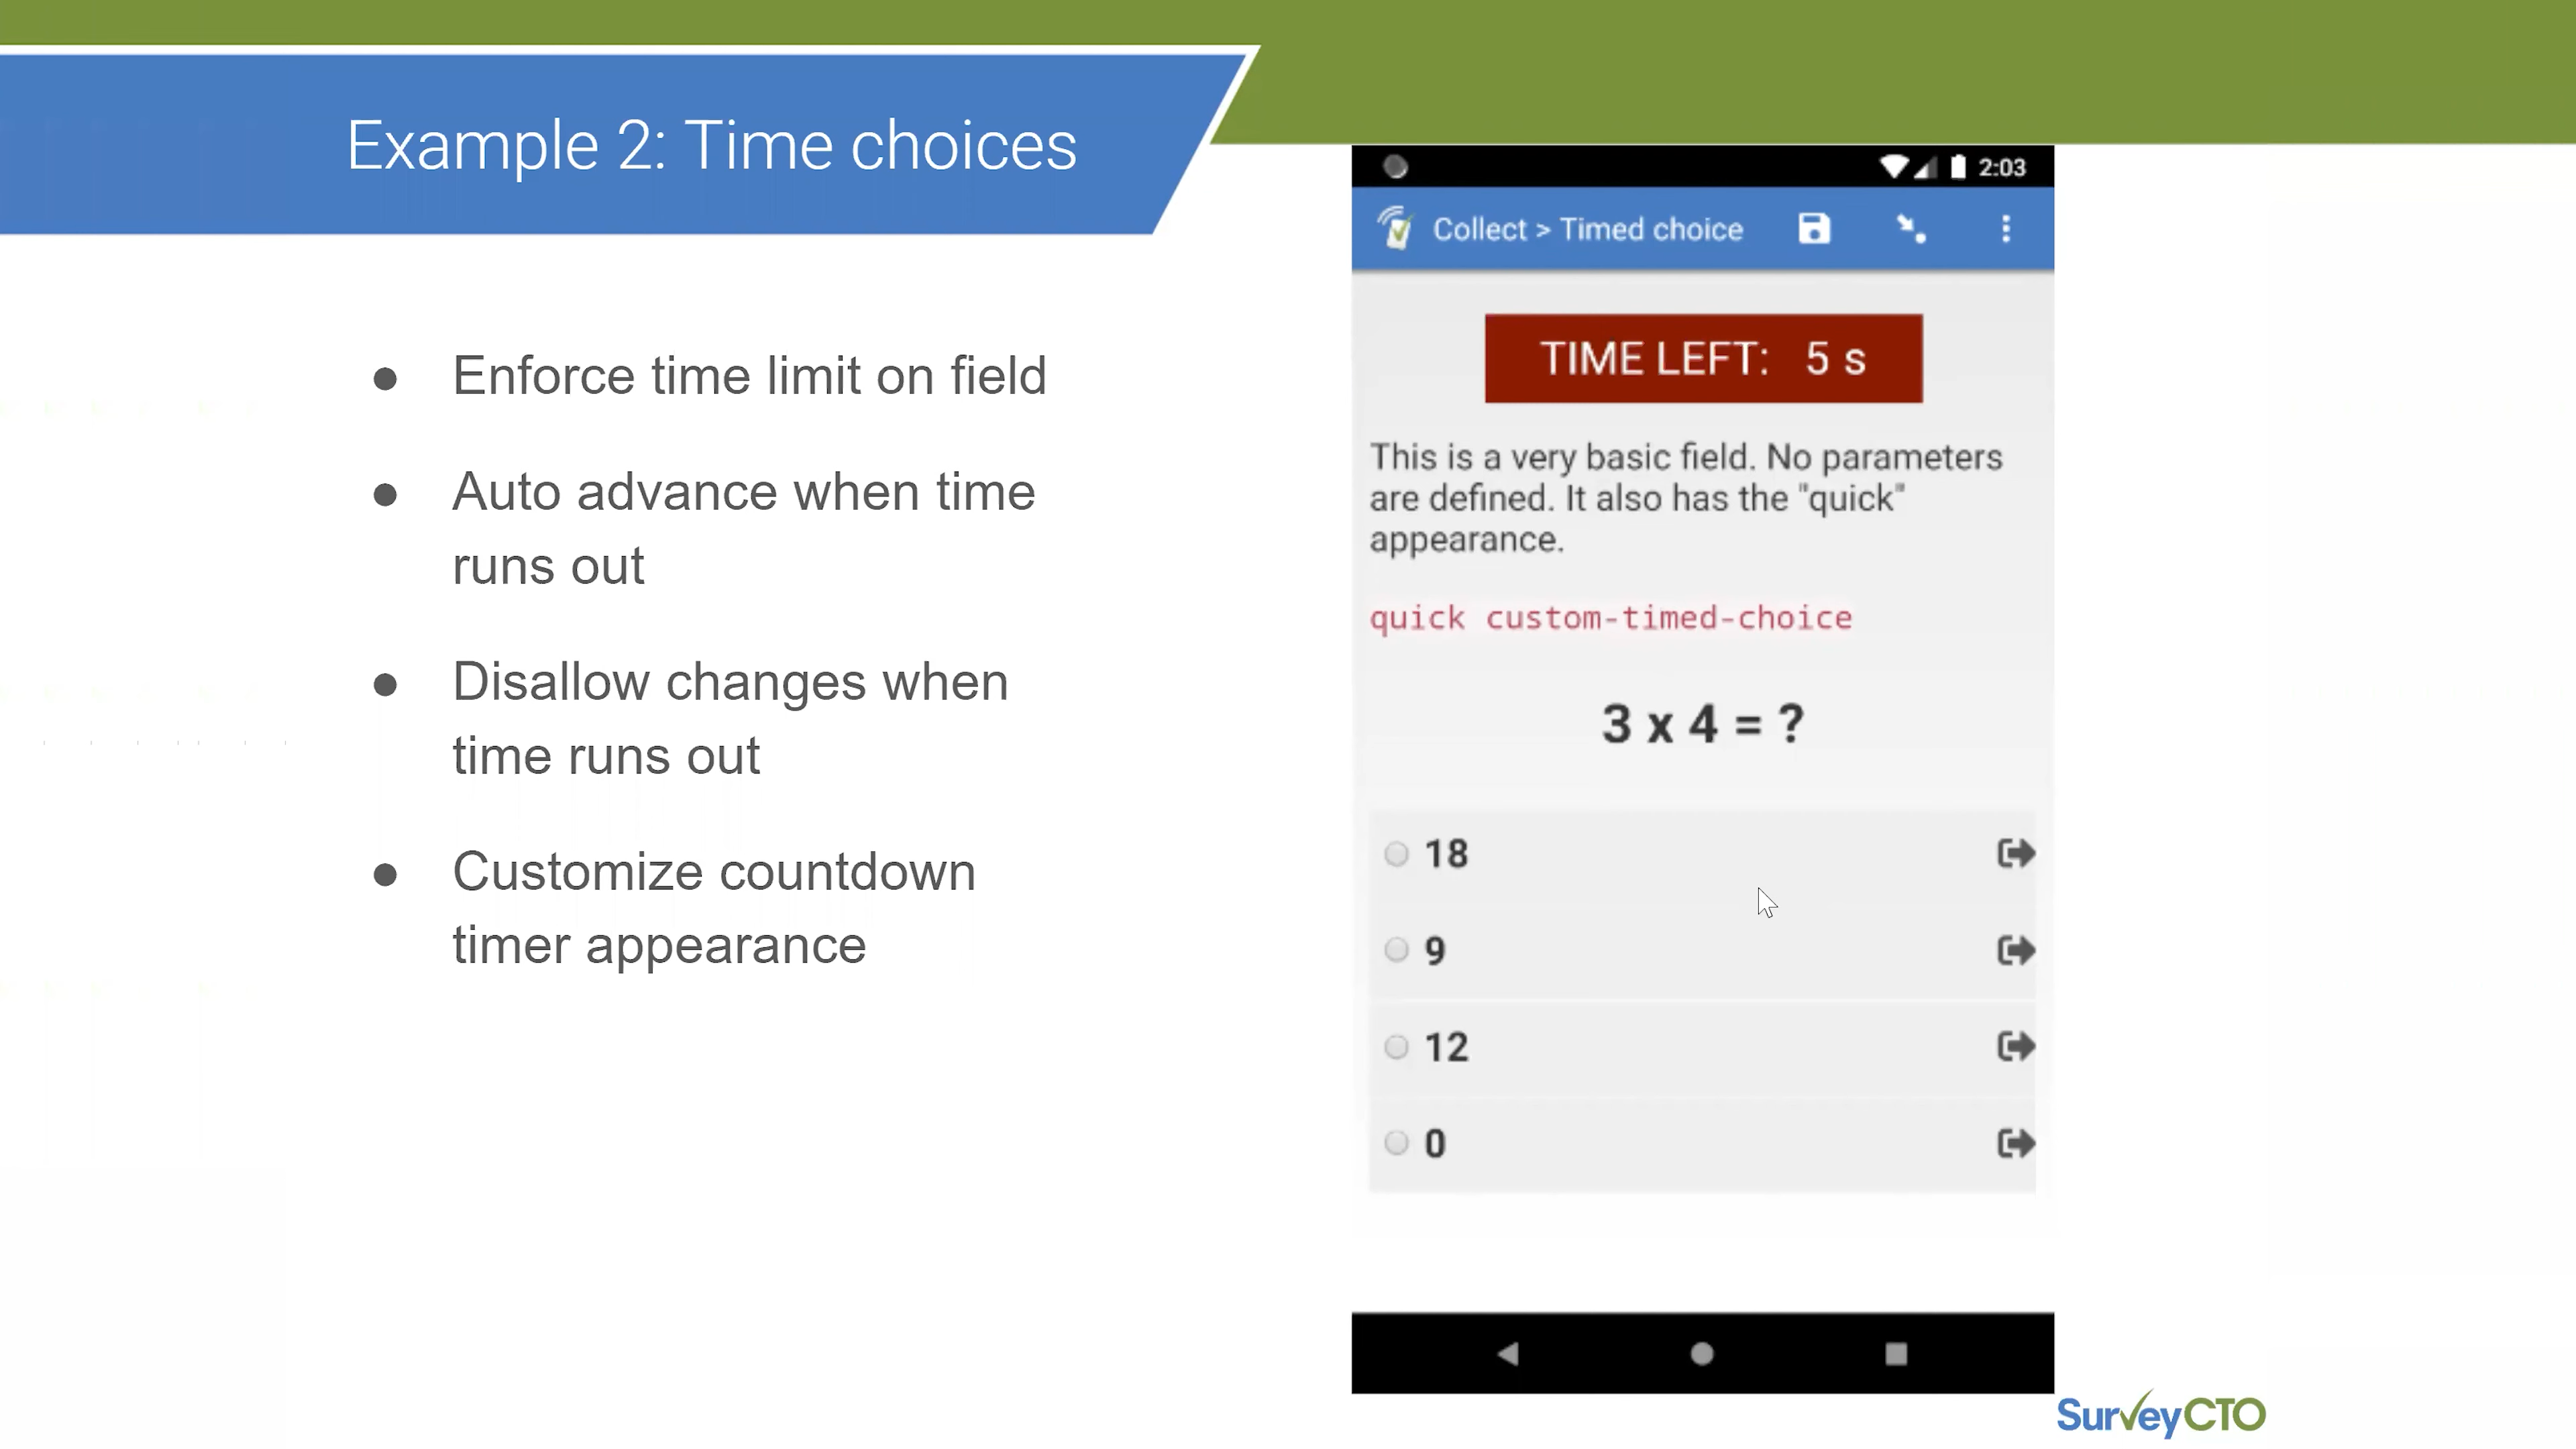 Example 2: Time choices
● Enforce time limit on field
● Auto advance when time
runs out
● Disallow changes when
time runs out
● Customize countdown
timer appearance
2:03
Collect > Timed choice
TIME LEFT: 5 s
This is a very basic field. No parameters
are defined. It also has the "quick"
appearance.
quick custom-timed-choice
3 x 4 = ?
18
9
12
0
SurveyCTO